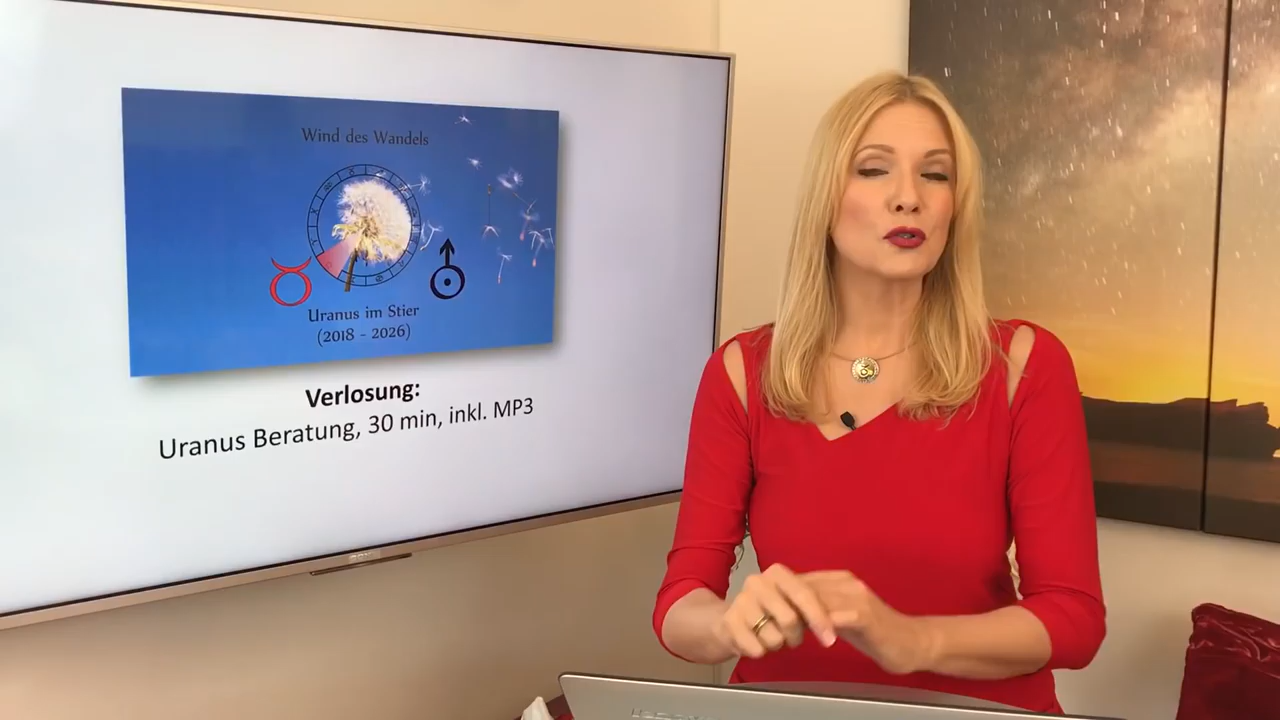 Wind des Wandels
Uranus im Stier
(2018 - 2026)
Verlosung:
Uranus Beratung, 30 min, inkl. MP3